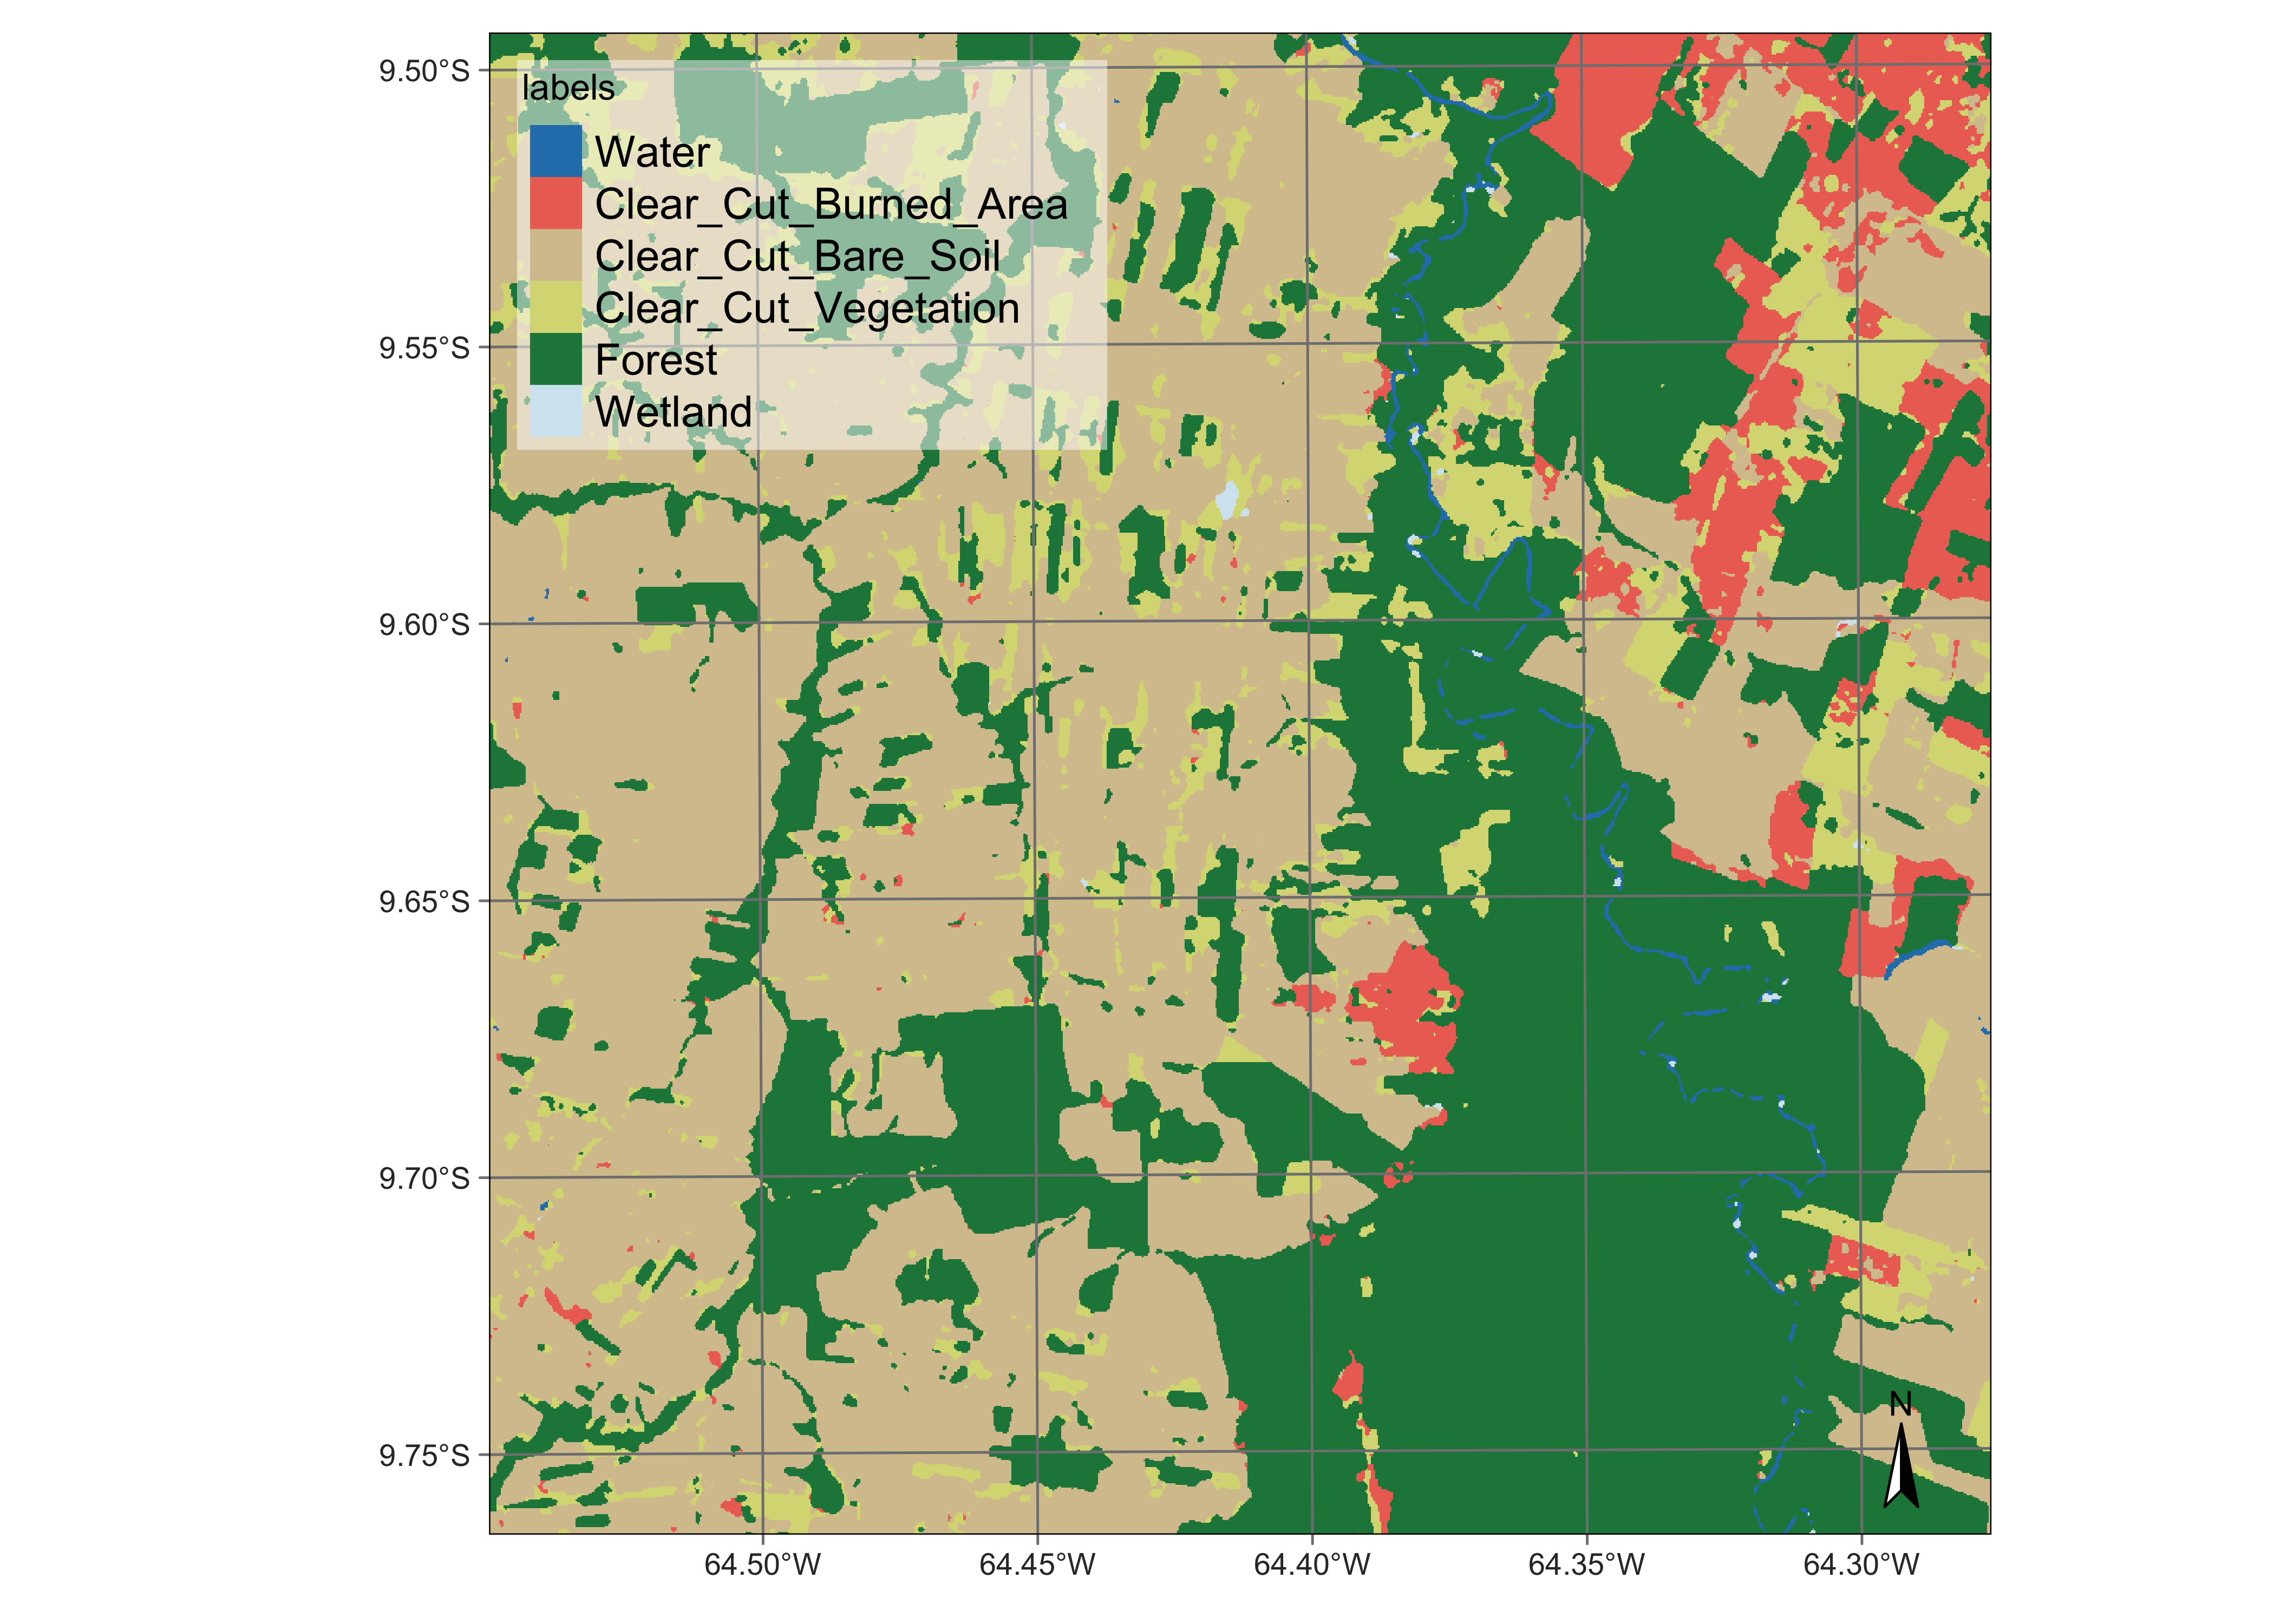 labels
Water
Clear_Cut_Burned_Area
Clear_Cut_Bare_Soil
Clear_Cut_Vegetation
Forest
Wetland
9.50°S
9.55°S
9.60°S
9.65°S
9.70°S
9.75°S
N
64.50°W
64.45°W
64.40°W
64.35°W
64.30°W